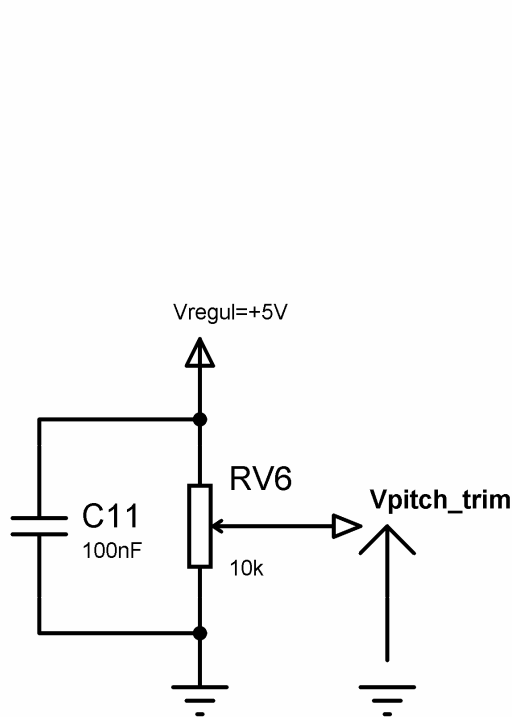 Vregul=+5V
RV6
Vpitch_trim
C11
100nF
10k